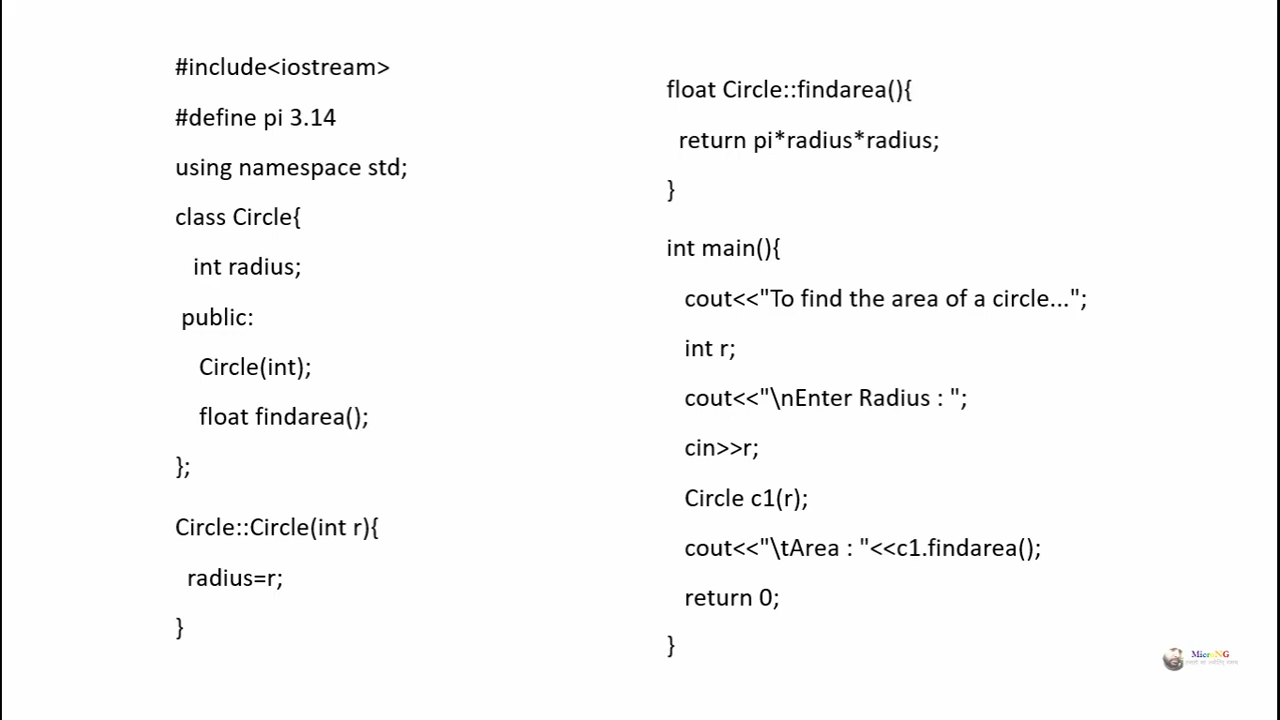 #include<iostream>
#define pi 3.14
using namespace std;
class Circle{
int radius;
public:
Circle(int);
float findarea();
};
Circle::Circle(int r){
radius=r;
}
float Circle::findarea(){
return pi*radius*radius;
}
int main(){
cout<<"To find the area of a circle...";
int r;
cout<<"\nEnter Radius : ";
cin>>r;
Circle c1(r);
cout<<"\tArea : "<<c1.findarea();
return 0;
}
MicroNG